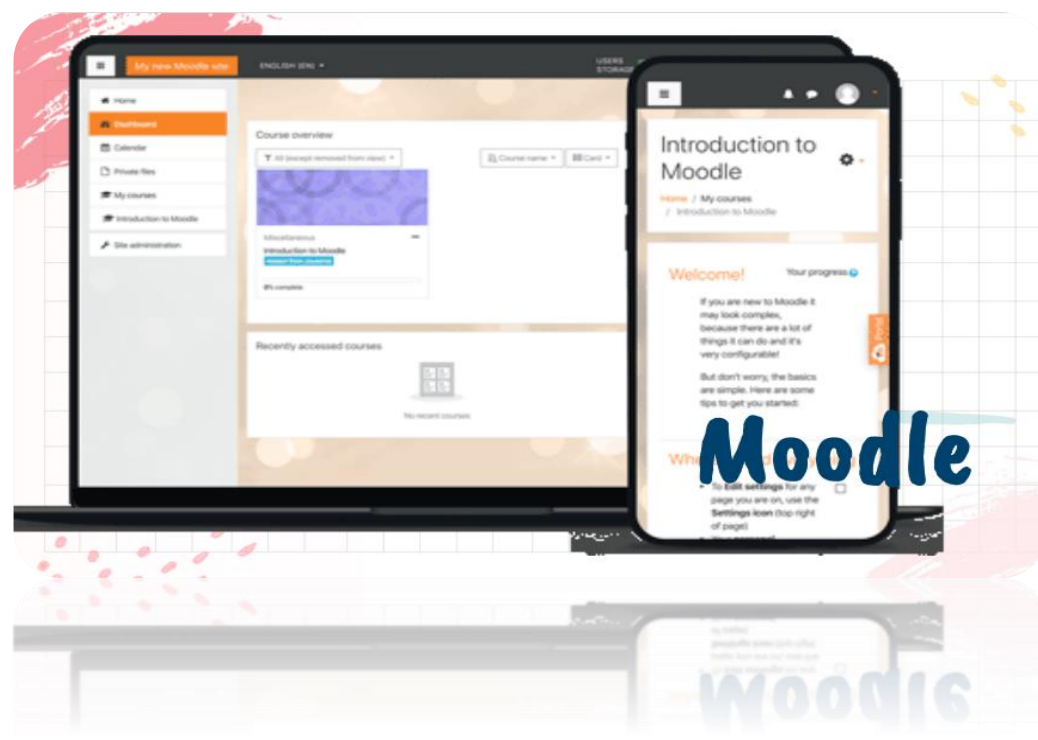 My new Moodle site
ENGLISH (EN)
USERS
STORAGE
Home
Dashboard
Calendar
Private files
My courses
Introduction to Moodle
Site administration
Course overview
All (except removed from view)
Course name
Card
Miscellaneous
Introduction to Moodle
0% complete
Recently accessed courses
No recent courses
Introduction to
Moodle
Home / My courses
/ Introduction to Moodle
Welcome!
Your progress
If you are new to Moodle it
may look complex,
because there are a lot of
things it can do and it's
very configurable!
But don't worry, the basics
are simple. Here are some
tips to get you started:
Portal
Moodle
To Edit settings for any
page you are on, use the
Settings icon (top right
of page)